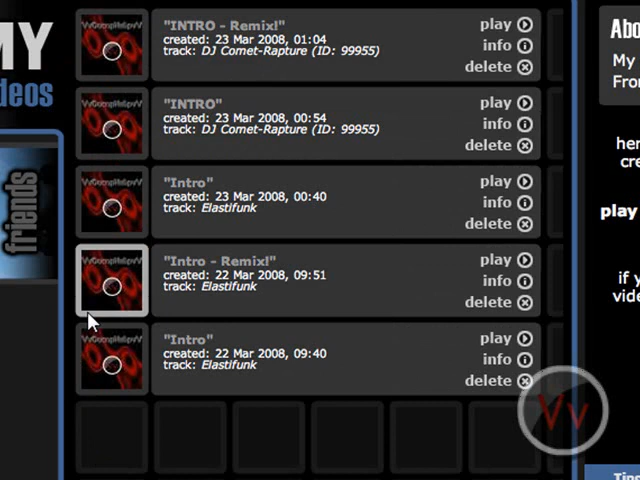 MY
deos
friends
"INTRO - Remix!"
created: 23 Mar 2008, 01:04
track: DJ Comet-Rapture (ID: 99955)
play
info
delete
"INTRO"
created: 23 Mar 2008, 00:54
track: DJ Comet-Rapture (ID: 99955)
play
info
delete
"Intro"
created: 23 Mar 2008, 00:40
track: Elastifunk
play
info
delete
"Intro - Remix!"
created: 22 Mar 2008, 09:51
track: Elastifunk
play
info
delete
"Intro"
created: 22 Mar 2008, 09:40
track: Elastifunk
play
info
delete
Vv
Abo
My
Fro
her
cre
play
if y
vide